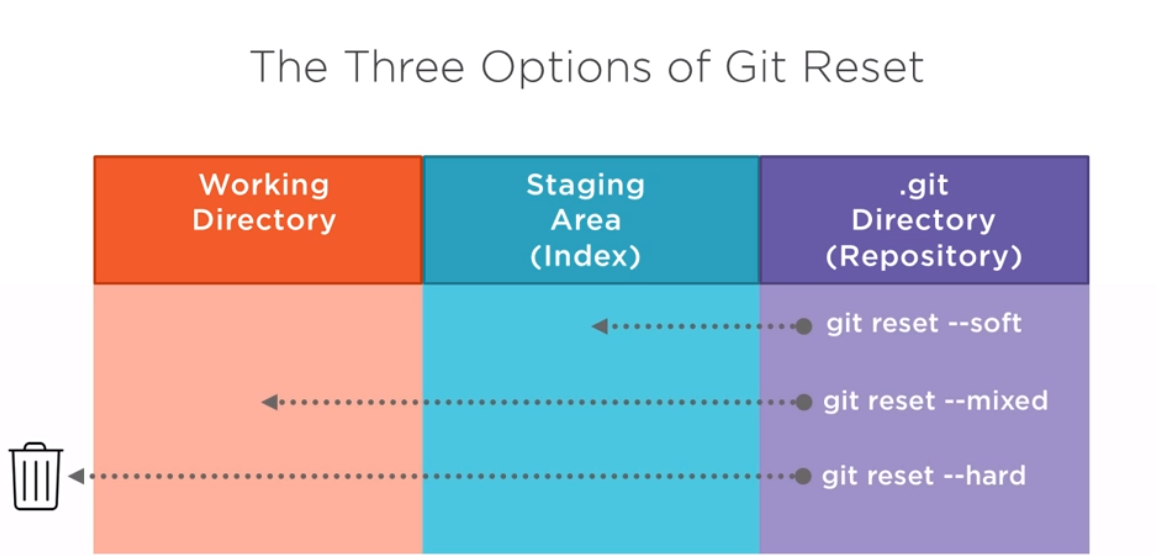 The Three Options of Git Reset
Working
Directory
Staging
Area
(Index)
.git
Directory
(Repository)
git reset --soft
git reset --mixed
git reset --hard